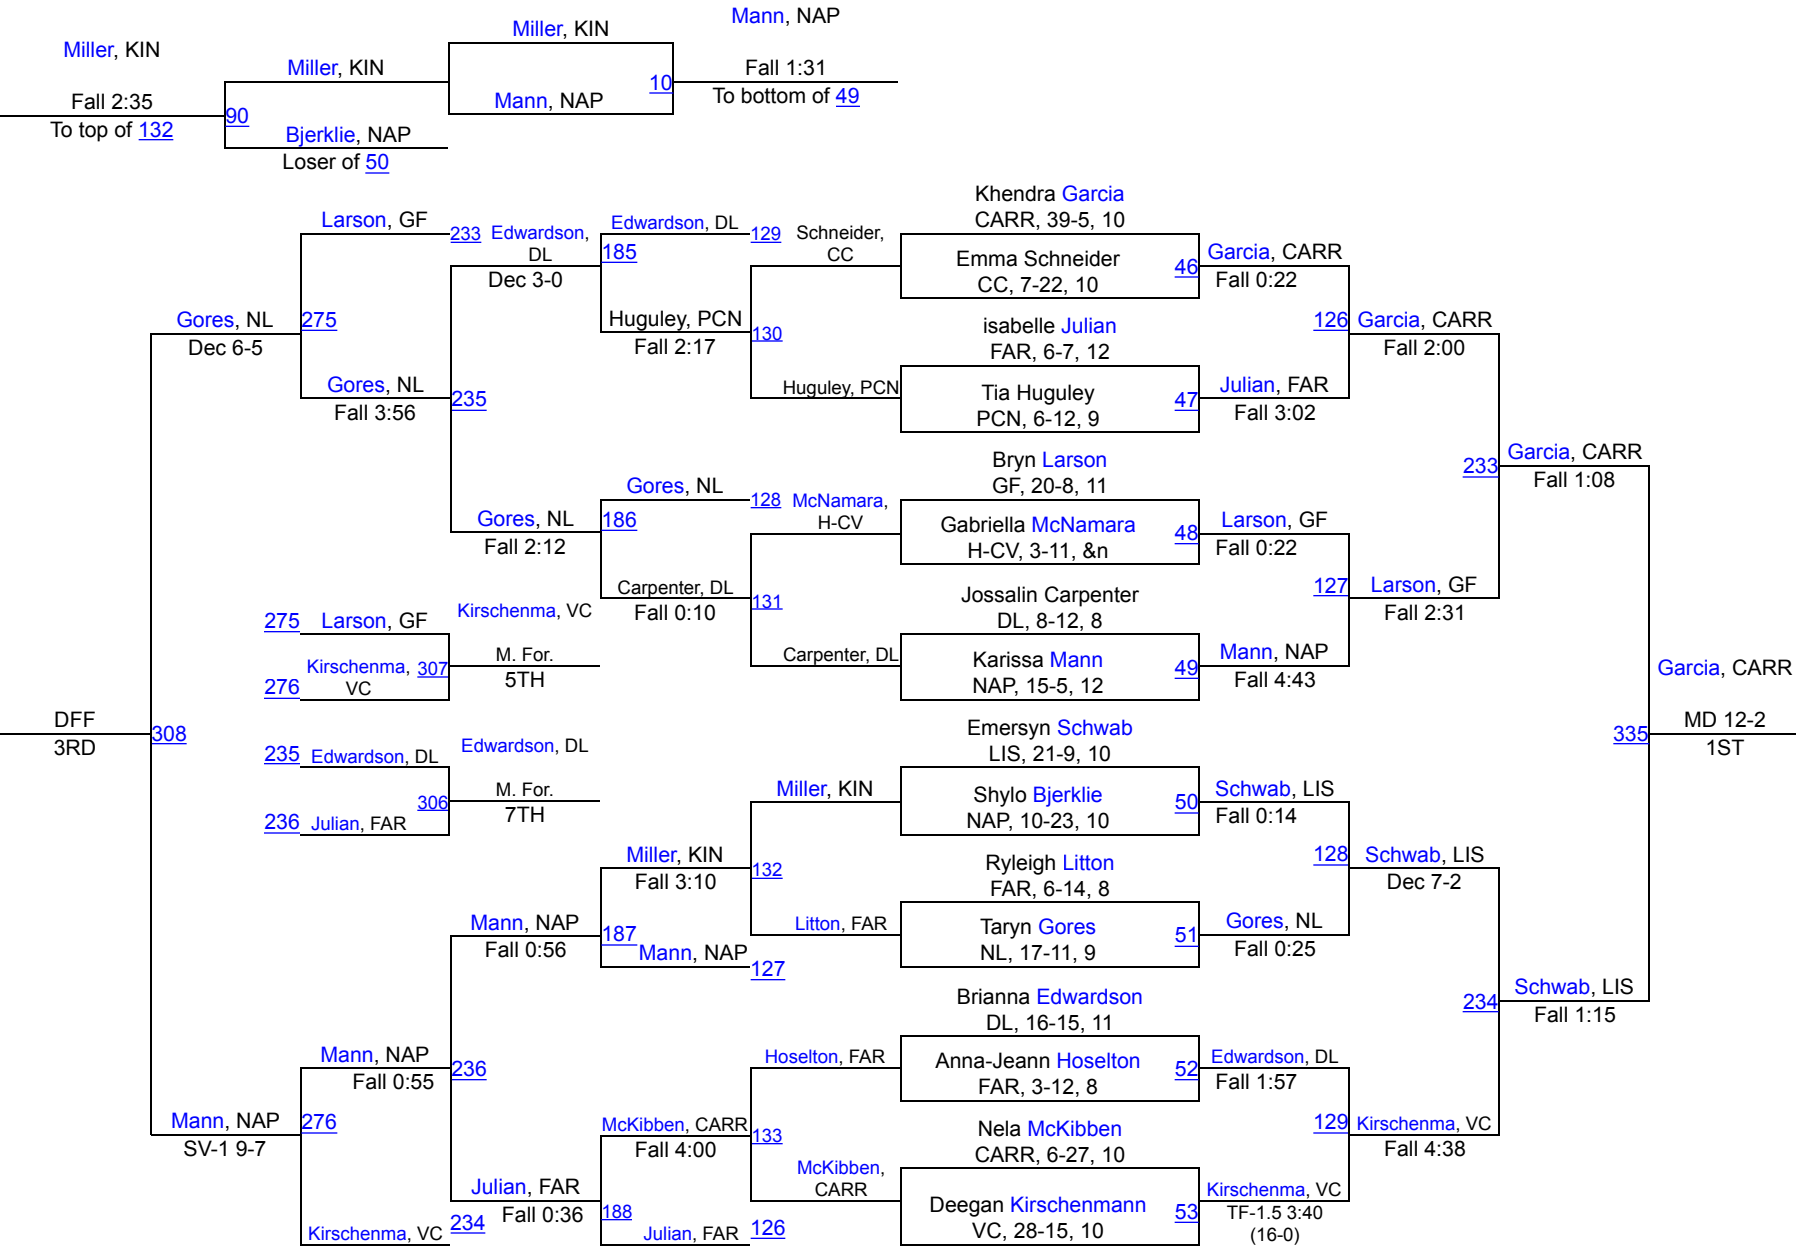 Mann, NAP
Miller, KIN
Miller, KIN
Miller, KIN
Fall 1:31
10
Fall 2:35
Mann, NAP
To bottom of 49
90
To top of 132
Bjerklie, NAP
Loser of 50
Khendra Garcia
CARR, 39-5, 10
Larson, GF
233
Edwardson,
DL
Dec 3-0
Edwardson, DL
185
129
Schneider,
CC
Emma Schneider
CC, 7-22, 10
46
Garcia, CARR
Fall 0:22
Gores, NL
Dec 6-5
275
Huguley, PCN
Fall 2:17
130
isabelle Julian
FAR, 6-7, 12
126
Garcia, CARR
Fall 2:00
Gores, NL
Fall 3:56
235
Huguley, PCN
Tia Huguley
PCN, 6-12, 9
47
Julian, FAR
Fall 3:02
Bryn Larson
GF, 20-8, 11
233
Garcia, CARR
Fall 1:08
Gores, NL
128
McNamara,
H-CV
Gores, NL
Fall 2:12
186
Gabriella McNamara
H-CV, 3-11, &n
48
Larson, GF
Fall 0:22
Carpenter, DL
Fall 0:10
131
Jossalin Carpenter
DL, 8-12, 8
127
Larson, GF
Fall 2:31
275
Larson, GF
Kirschenma, VC
Kirschenma,
VC
307
276
M. For.
5TH
Carpenter, DL
Karissa Mann
NAP, 15-5, 12
49
Mann, NAP
Fall 4:43
Garcia, CARR
DFF
3RD
308
335
MD 12-2
1ST
Emersyn Schwab
LIS, 21-9, 10
235
Edwardson, DL
Edwardson, DL
306
M. For.
7TH
236
Julian, FAR
Miller, KIN
Shylo Bjerklie
NAP, 10-23, 10
50
Schwab, LIS
Fall 0:14
Miller, KIN
Fall 3:10
132
Ryleigh Litton
FAR, 6-14, 8
128
Schwab, LIS
Dec 7-2
Mann, NAP
Fall 0:56
187
Mann, NAP
127
Litton, FAR
Taryn Gores
NL, 17-11, 9
51
Gores, NL
Fall 0:25
Brianna Edwardson
DL, 16-15, 11
234
Schwab, LIS
Fall 1:15
Mann, NAP
Fall 0:55
236
Hoselton, FAR
Anna-Jeann Hoselton
FAR, 3-12, 8
52
Edwardson, DL
Fall 1:57
Mann, NAP
SV-1 9-7
276
McKibben, CARR
Fall 4:00
133
Nela McKibben
CARR, 6-27, 10
129
Kirschenma, VC
Fall 4:38
McKibben,
CARR
Julian, FAR
Fall 0:36
188
Deegan Kirschenmann
VC, 28-15, 10
53
Kirschenma, VC
TF-1.5 3:40
(16-0)
Kirschenma, VC
234
Julian, FAR
126